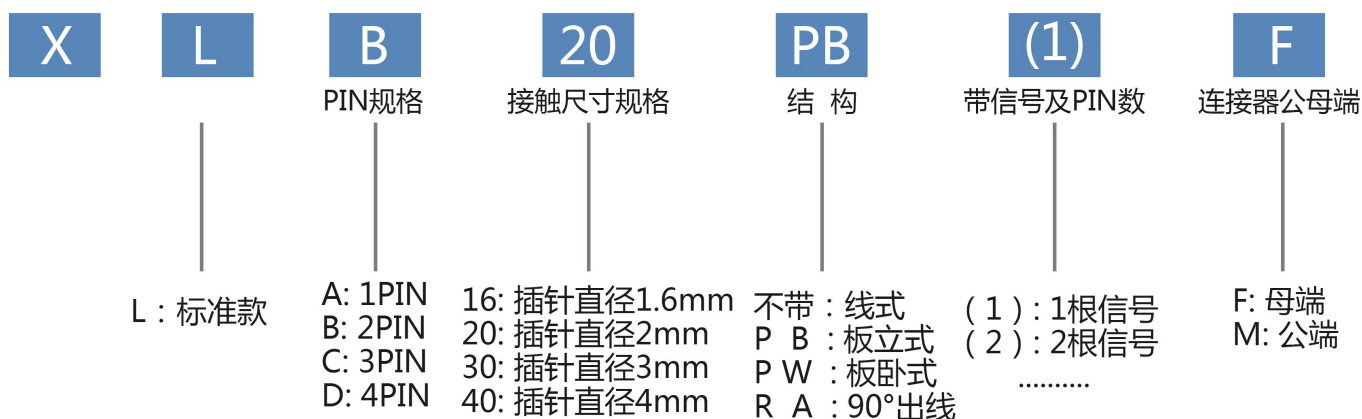 X L B 20 PB (1) F
PIN规格 接触尺寸规格 结 构 带信号及PIN数 连接器公母端
L：标准款
A: 1PIN
B: 2PIN
C: 3PIN
D: 4PIN
16: 插针直径1.6mm
20: 插针直径2mm
30: 插针直径3mm
40: 插针直径4mm
不带：线式
P B ：板立式
P W ：板卧式
R A ：90°出线
（1）: 1根信号
（2）: 2根信号
..........
F: 母端
M: 公端